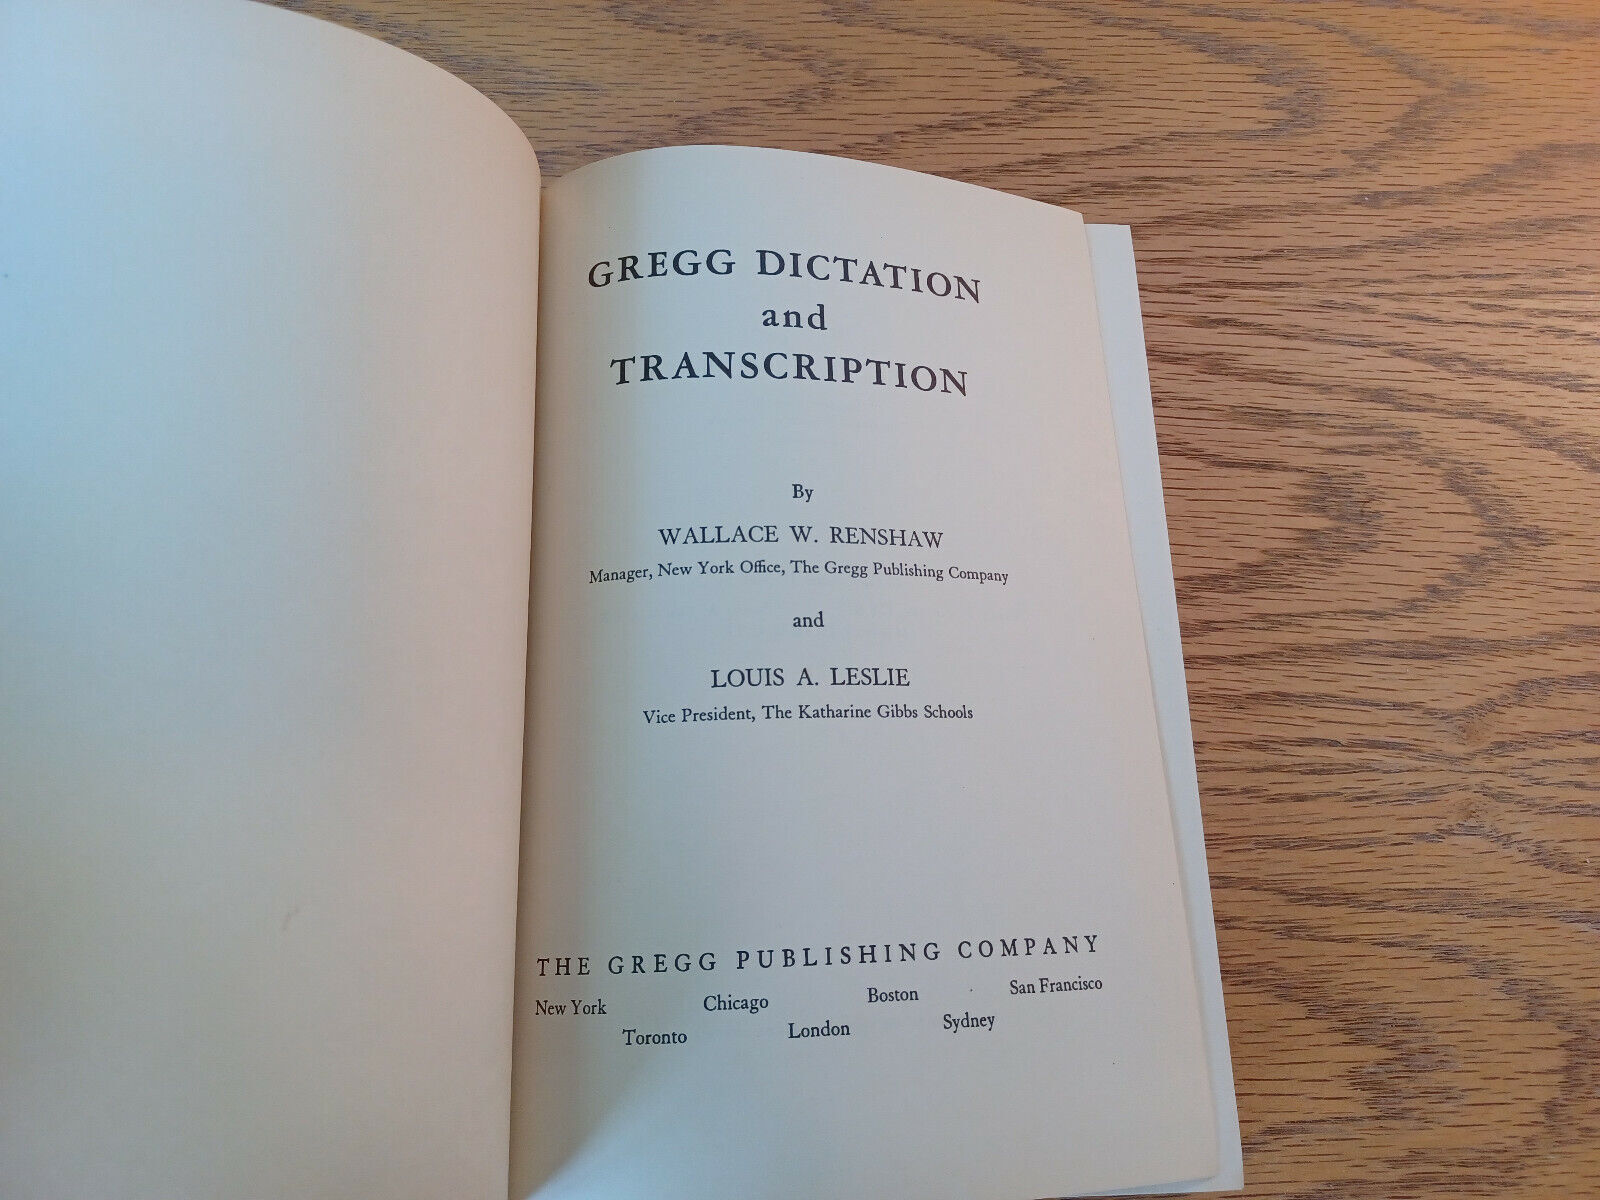 GREGG DICTATION
and
TRANSCRIPTION
By
WALLACE W. RENSHAW
Manager, New York Office, The Gregg Publishing Company
and
LOUIS A. LESLIE
Vice President, The Katharine Gibbs Schools
THE GREGG PUBLISHING COMPANY
New York Chicago Boston San Francisco
Toronto London Sydney